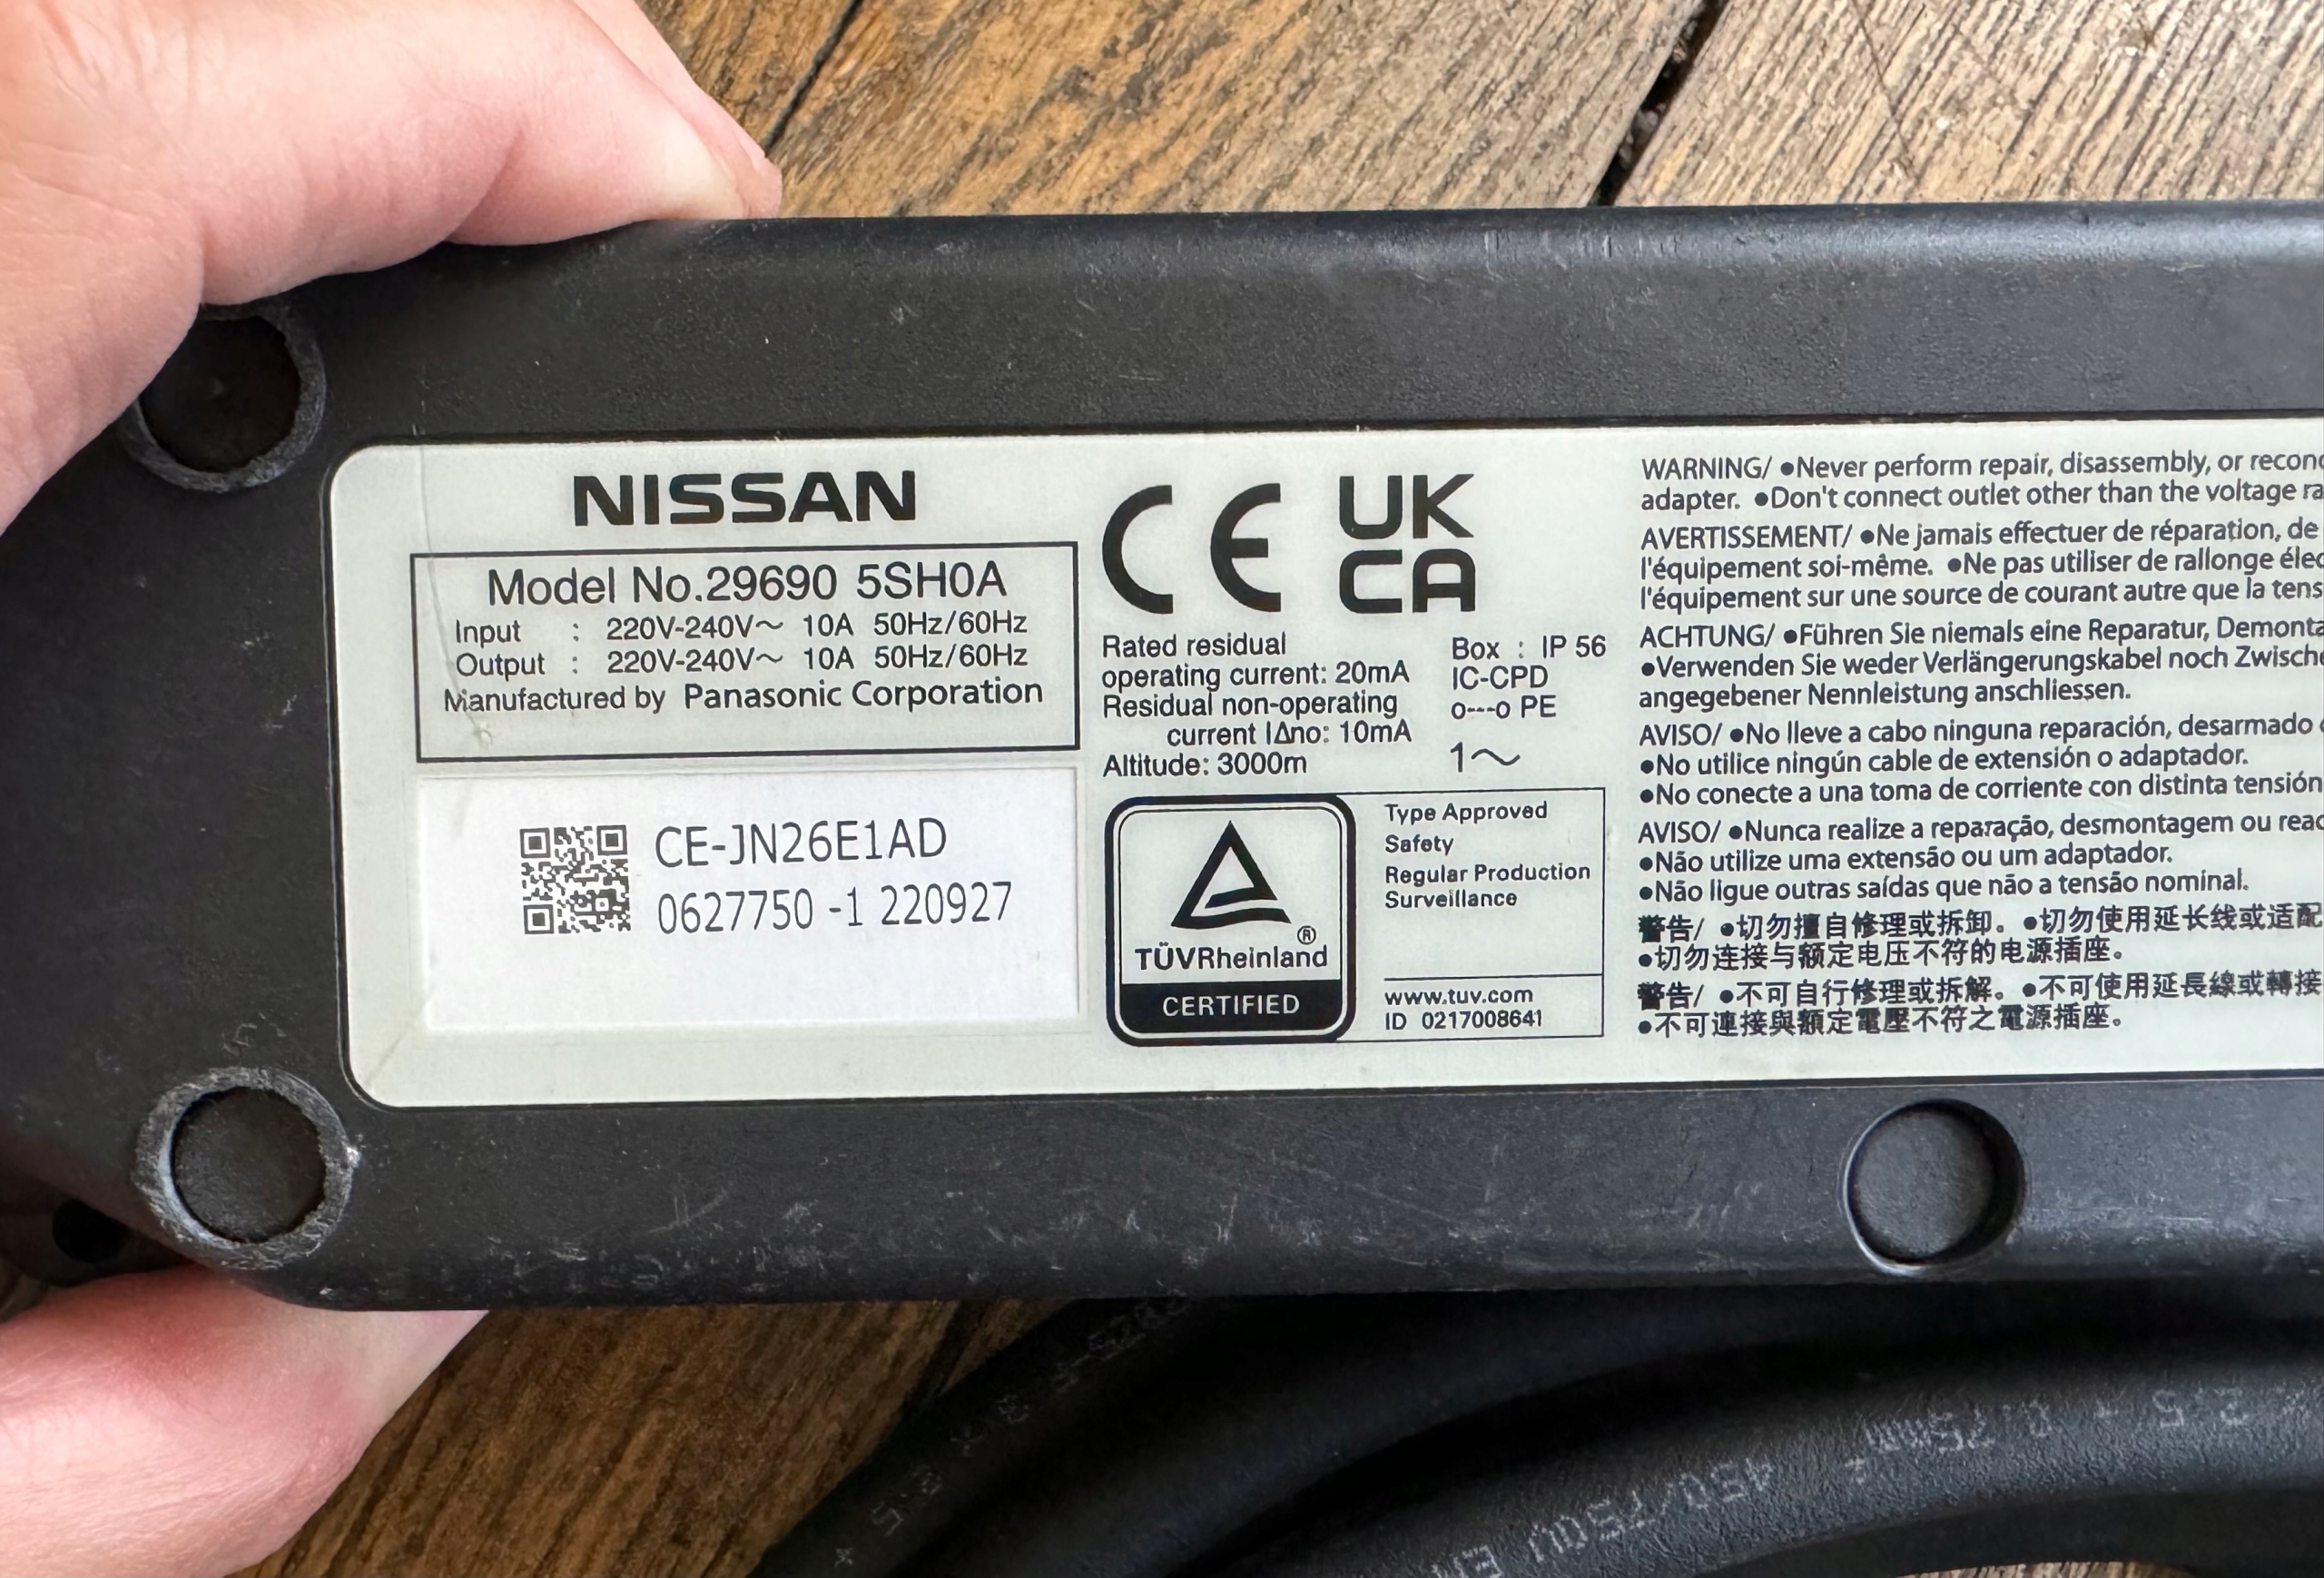 NISSAN
Model No.29690 5SH0A
Input : 220V-240V～ 10A 50Hz/60Hz
Output : 220V-240V～ 10A 50Hz/60Hz
Manufactured by Panasonic Corporation
CE-JN26E1AD
0627750 -1 220927
CE
UK
CA
Rated residual
operating current: 20mA
Residual non-operating
current IΔno: 10mA
Altitude: 3000m
Box : IP 56
IC-CPD
o---o PE
1～
TÜVRheinland®
CERTIFIED
Type Approved
Safety
Regular Production
Surveillance
www.tuv.com
ID 0217008641
WARNING/ ●Never perform repair, disassembly, or
adapter. ●Don't connect outlet other than the voltage
AVERTISSEMENT/ ●Ne jamais effectuer de réparation, de
l'équipement soi-même. ●Ne pas utiliser de rallonge
l'équipement sur une source de courant autre que la
ACHTUNG/ ●Führen Sie niemals eine Reparatur,
●Verwenden Sie weder Verlängerungskabel noch
angegebener Nennleistung anschliessen.
AVISO/ ●No lleve a cabo ninguna reparación, desarmado
●No utilice ningún cable de extensión o adaptador.
●No conecte a una toma de corriente con distinta tensión
AVISO/ ●Nunca realize a reparação, desmontagem ou
●Não utilize uma extensão ou um adaptador.
●Não ligue outras saídas que não a tensão nominal.
警告/ ●切勿擅自修理或拆卸。●切勿使用延长线或适配
●切勿连接与额定电压不符的电源插座。
警告/ ●不可自行修理或拆解。●不可使用延長線或轉接
●不可連接與額定電壓不符之電源插座。
450/750V